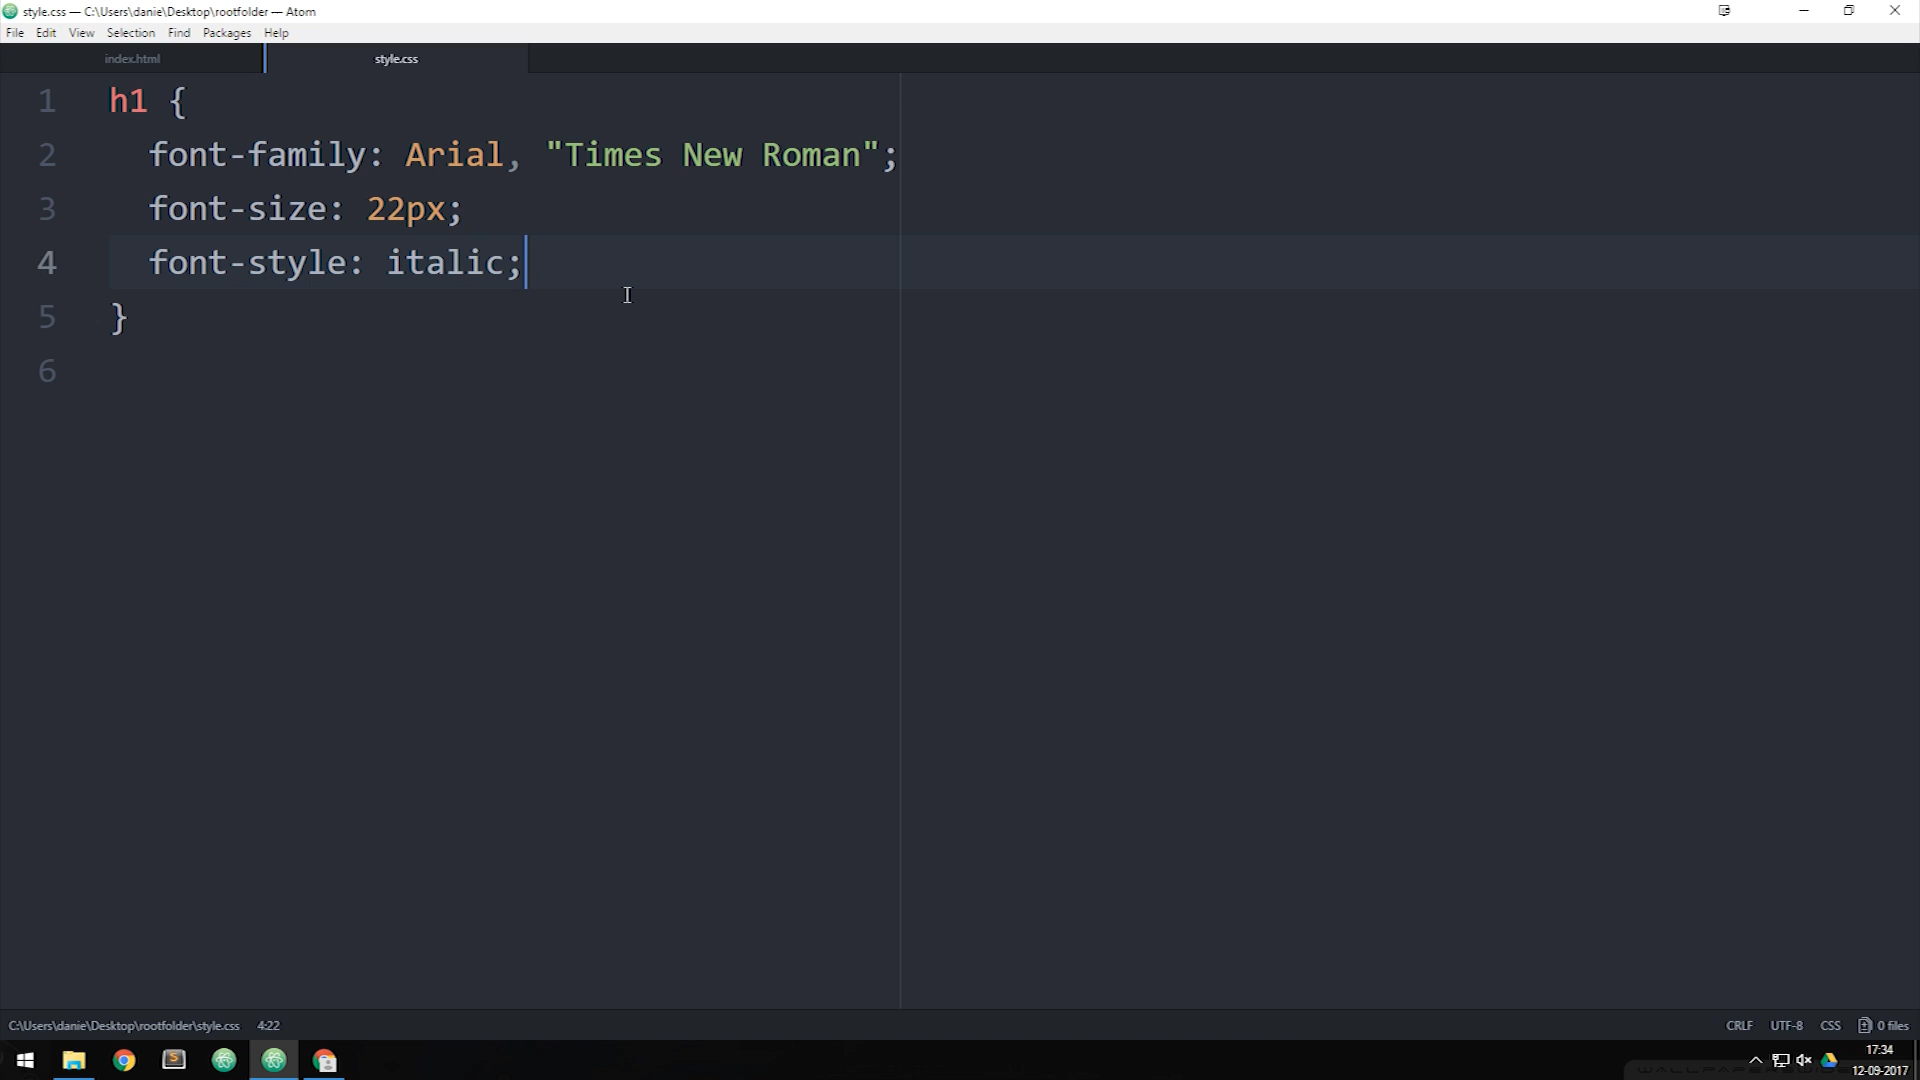 style.css — C:\Users\danie\Desktop\rootfolder — Atom
File Edit View Selection Find Packages Help
index.html style.css
1 h1 {
2 font-family: Arial, "Times New Roman";
3 font-size: 22px;
4 font-style: italic;
5 }
6
C:\Users\danie\Desktop\rootfolder\style.css 4:22 CRLF UTF-8 CSS 0 files
17:34
12-09-2017